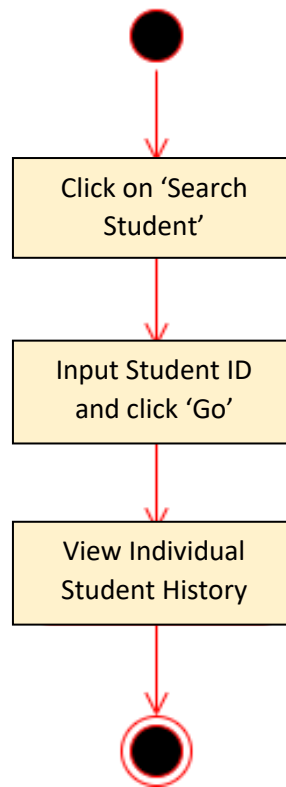 Click on ‘Search
Student’
Input Student ID
and click ‘Go’
View Individual
Student History